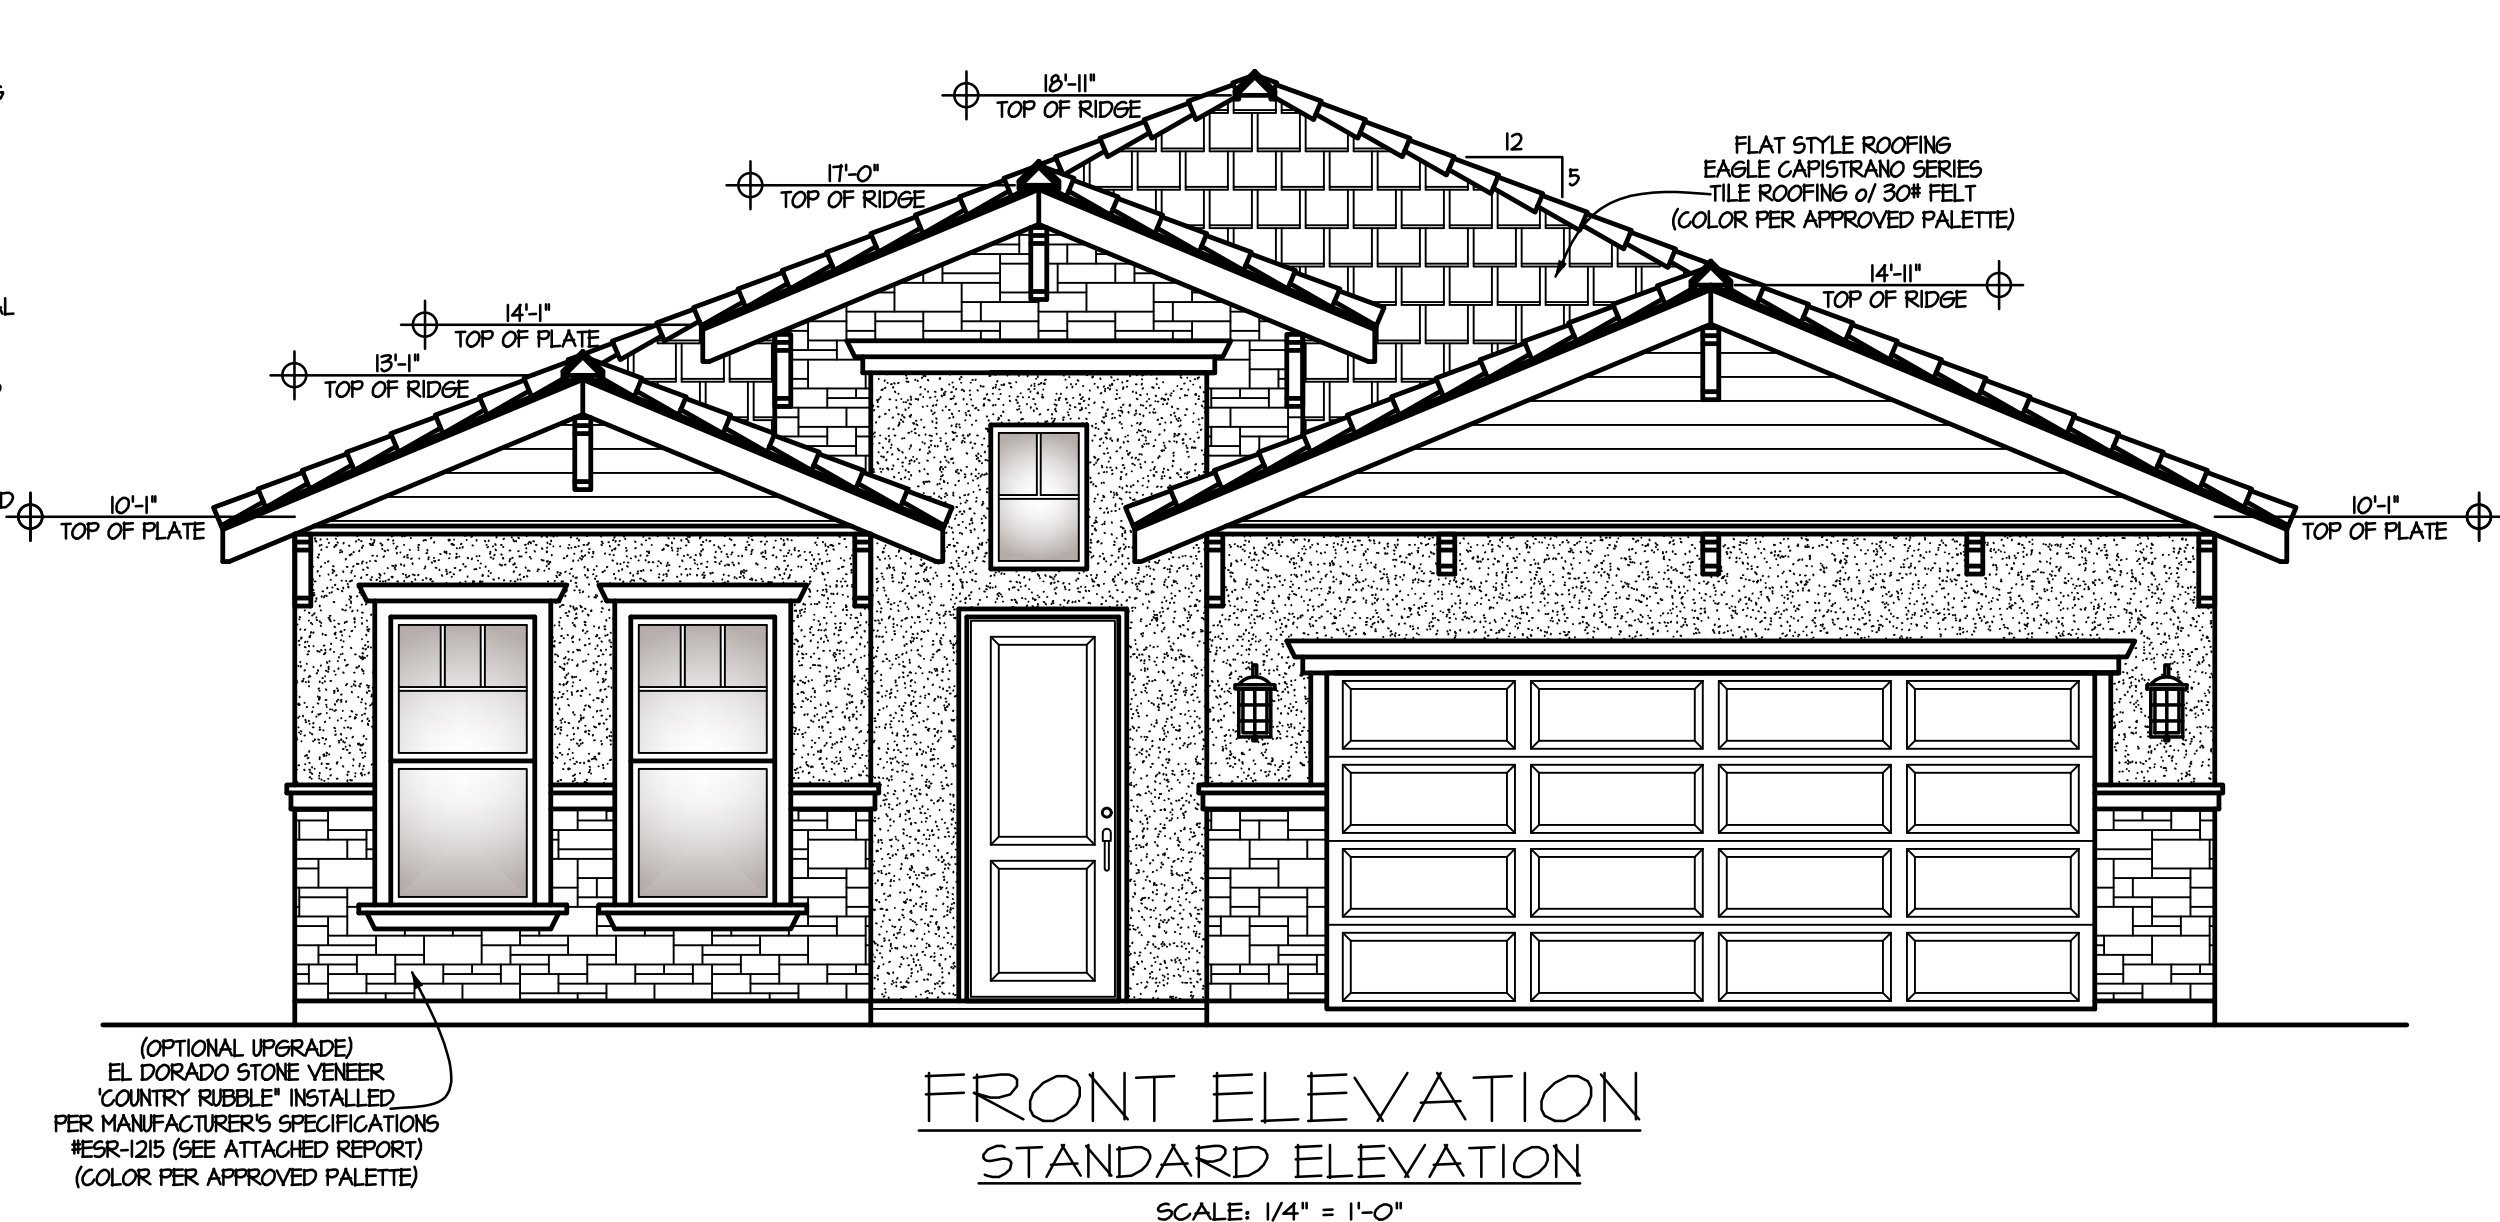 18'-11"
TOP OF RIDGE
12
5
FLAT STYLE ROOFING
EAGLE CAPISTRANO SERIES
TILE ROOFING o/ 30# FELT
(COLOR PER APPROVED PALETTE)
17'-0"
TOP OF RIDGE
14'-11"
TOP OF RIDGE
14'-1"
TOP OF PLATE
13'-1"
TOP OF RIDGE
10'-1"
TOP OF PLATE
10'-1"
TOP OF PLATE
(OPTIONAL UPGRADE)
EL DORADO STONE VENEER
'COUNTRY RUBBLE" INSTALLED
PER MANUFACTURER'S SPECIFICATIONS
#ESR-1215 (SEE ATTACHED REPORT)
(COLOR PER APPROVED PALETTE)
FRONT ELEVATION
STANDARD ELEVATION
SCALE: 1/4" = 1'-0"